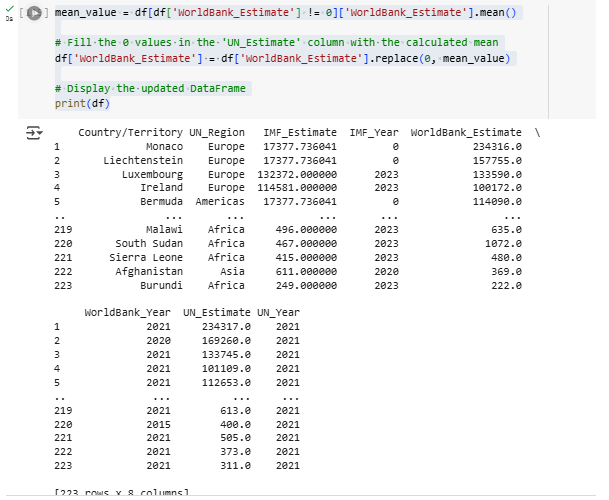 mean_value = df[df['WorldBank_Estimate'] != 0]['WorldBank_Estimate'].mean()
# Fill the 0 values in the 'UN_Estimate' column with the calculated mean
df['WorldBank_Estimate'] = df['WorldBank_Estimate'].replace(0, mean_value)
# Display the updated DataFrame
print(df)
Country/Territory UN_Region IMF_Estimate IMF_Year WorldBank_Estimate \
1 Monaco Europe 17377.736041 0 234316.0
2 Liechtenstein Europe 17377.736041 0 157755.0
3 Luxembourg Europe 132372.000000 2023 133590.0
4 Ireland Europe 114581.000000 2023 100172.0
5 Bermuda Americas 17377.736041 0 114090.0
.. ... ... ... ... ...
219 Malawi Africa 496.000000 2023 635.0
220 South Sudan Africa 467.000000 2023 1072.0
221 Sierra Leone Africa 415.000000 2023 480.0
222 Afghanistan Asia 611.000000 2020 369.0
223 Burundi Africa 249.000000 2023 222.0
WorldBank_Year UN_Estimate UN_Year
1 2021 234317.0 2021
2 2020 169260.0 2021
3 2021 133745.0 2021
4 2021 101109.0 2021
5 2021 112653.0 2021
.. ... ... ...
219 2021 613.0 2021
220 2015 400.0 2021
221 2021 505.0 2021
222 2021 373.0 2021
223 2021 311.0 2021
[223 rows x 8 columns]